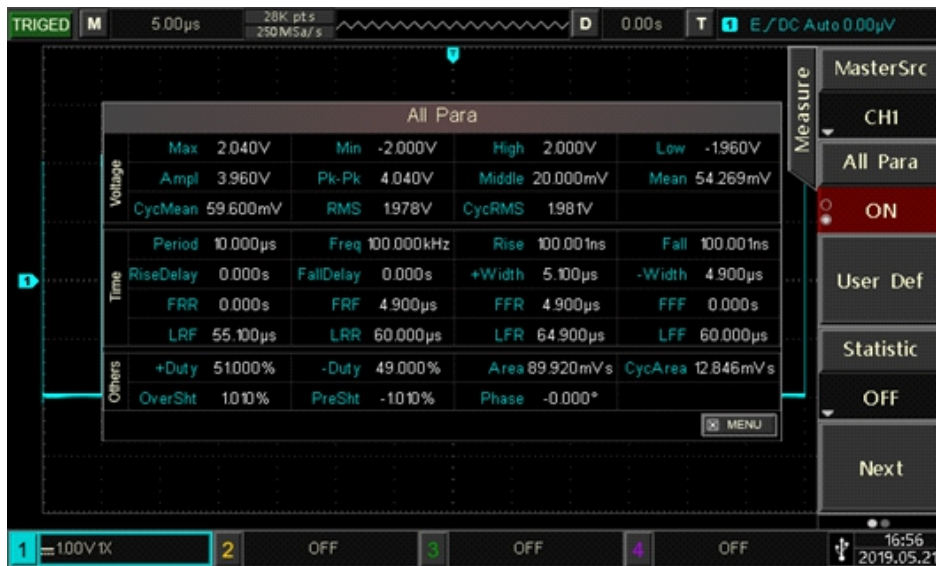 TRIGED M 5.00μs 28K pts 250MSa/s D 0.00s T 1 E DC Auto 0.00μV
Measure
MasterSrc
CH1
All Para
ON
User Def
Statistic
OFF
Next
All Para
Voltage
Max 2.040V Min -2.000V High 2.000V Low -1.960V
Ampl 3.960V Pk-Pk 4.040V Middle 20.000mV Mean 54.269mV
CycMean 59.600mV RMS 1.978V CycRMS 1.981V
Time
Period 10.000μs Freq 100.000kHz Rise 100.001ns Fall 100.001ns
RiseDelay 0.000s FallDelay 0.000s +Width 5.100μs -Width 4.900μs
FRR 0.000s FRF 4.900μs FFR 4.900μs FFF 0.000s
LRF 55.100μs LRR 60.000μs LFR 64.900μs LFF 60.000μs
Others
+Duty 51.000% -Duty 49.000% Area 89.920mVs CycArea 12.846mVs
OverSht 1.010% PreSht -1.010% Phase -0.000°
MENU
1
1 1.00V 1X 2 OFF 3 OFF 4 OFF
16:56
2019.05.21